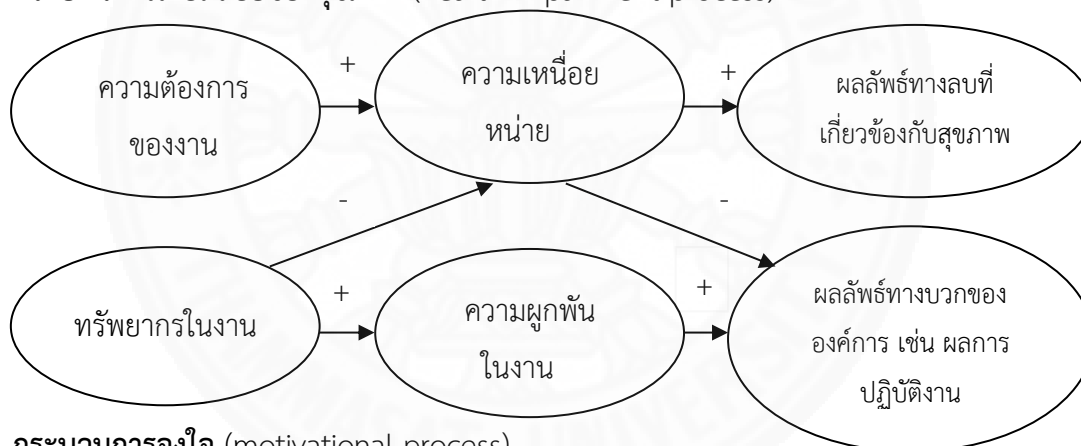 (health impairment process)
ความต้องการ
ของงาน
+
ความเหนื่อย
หน่าย
+
ผลลัพธ์ทางลบที่
เกี่ยวข้องกับสุขภาพ
-
-
ทรัพยากรในงาน
+
ความผูกพัน
ในงาน
+
ผลลัพธ์ทางบวกของ
องค์การ เช่น ผลการ
ปฏิบัติงาน
กระบวนการจูงใจ (motivational process)